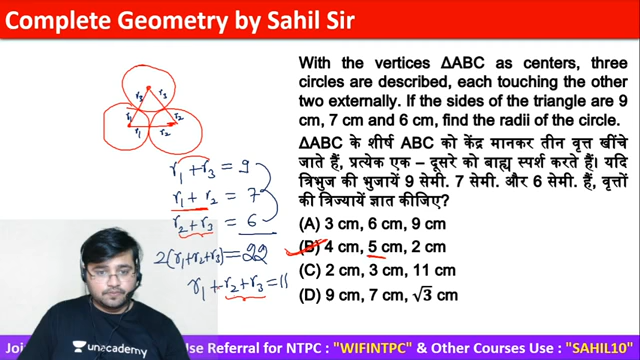 Complete Geometry by Sahil Sir
With the vertices ΔABC as centers, three
circles are described, each touching the other
two externally. If the sides of the triangle are 9
cm, 7 cm and 6 cm, find the radii of the circle.
ΔABC के शीर्ष ABC को केंद्र मानकर तीन वृत्त खींचे
जाते हैं, प्रत्येक एक – दूसरे को बाह्य स्पर्श करते हैं। यदि
त्रिभुज की भुजायें 9 सेमी. 7 सेमी. और 6 सेमी. हैं, वृत्तों
की त्रिज्यायें ज्ञात कीजिए?
(A) 3 cm, 6 cm, 9 cm
(B) 4 cm, 5 cm, 2 cm
(C) 2 cm, 3 cm, 11 cm
(D) 9 cm, 7 cm, √3 cm
r3 r3
r1 r2
r1 r2
r1 + r3 = 9
r1 + r2 = 7
r2 + r3 = 6
2(r1+r2+r3) = 22
r1 + r2 + r3 = 11
unacademy
Joi
Use Referral for NTPC : "WIFINTPC" & Other Courses Use : "SAHIL10"